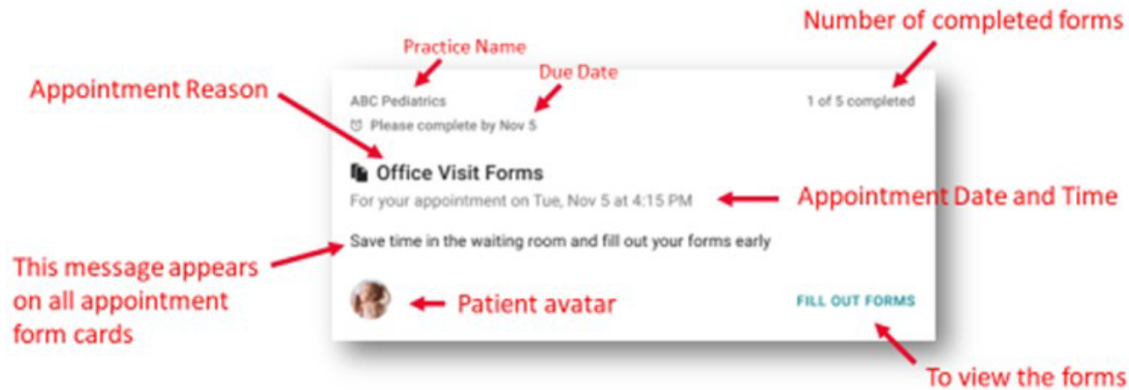 Number of completed forms
Practice Name
Due Date
Appointment Reason
ABC Pediatrics
1 of 5 completed
Please complete by Nov 5
Office Visit Forms
For your appointment on Tue, Nov 5 at 4:15 PM
Appointment Date and Time
Save time in the waiting room and fill out your forms early
This message appears
on all appointment
form cards
Patient avatar
FILL OUT FORMS
To view the forms